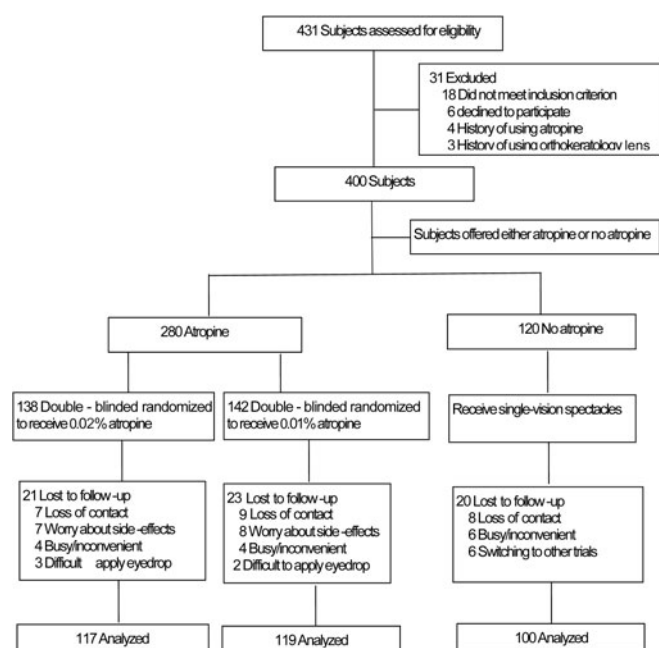 431 Subjects assessed for eligibility
31 Excluded
18 Did not meet inclusion criterion
6 declined to participate
4 History of using atropine
3 History of using orthokeratology lens
400 Subjects
Subjects offered either atropine or no atropine
280 Atropine
120 No atropine
138 Double - blinded randomized
to receive 0.02% atropine
142 Double - blinded randomized
to receive 0.01% atropine
Receive single-vision spectacles
21 Lost to follow-up
7 Loss of contact
7 Worry about side-effects
4 Busy/inconvenient
3 Difficult apply eyedrop
23 Lost to follow-up
9 Loss of contact
8 Worry about side-effects
4 Busy/inconvenient
2 Difficult to apply eyedrop
20 Lost to follow-up
8 Loss of contact
6 Busy/inconvenient
6 Switching to other trials
117 Analyzed
119 Analyzed
100 Analyzed